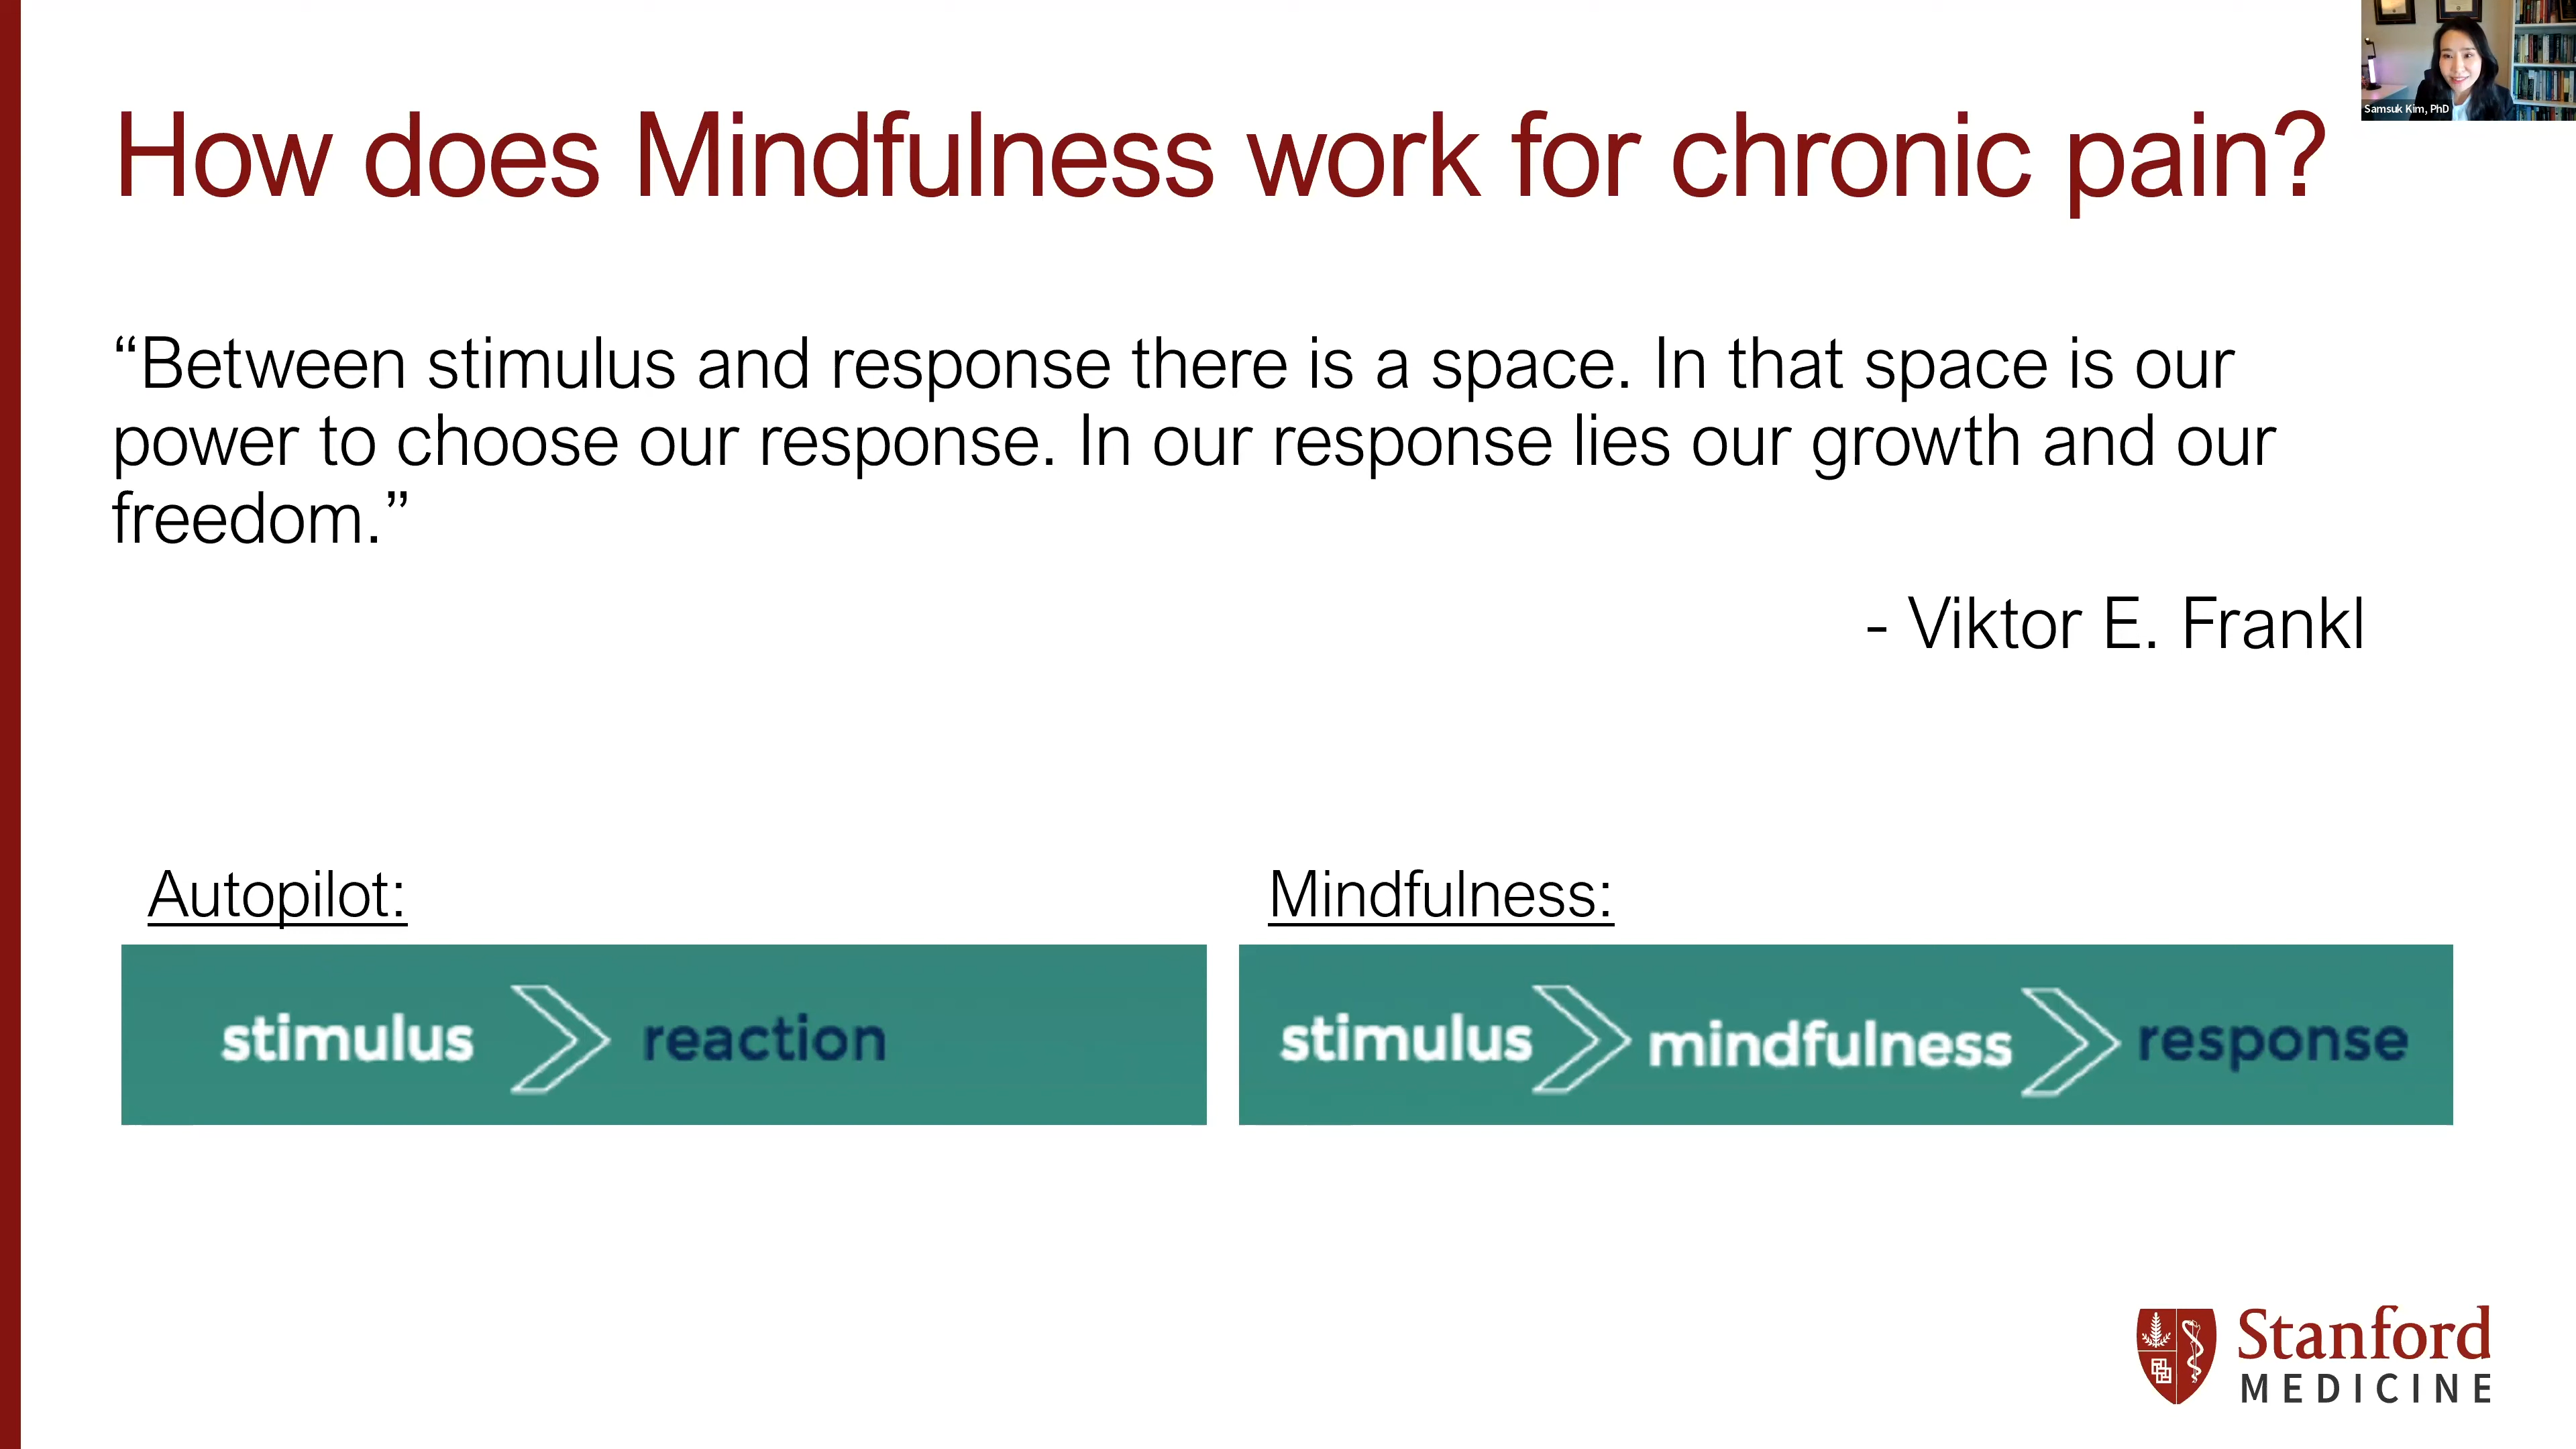 Samsuk Kim, PhD
How does Mindfulness work for chronic pain?
“Between stimulus and response there is a space. In that space is our
power to choose our response. In our response lies our growth and our
freedom.”
- Viktor E. Frankl
Autopilot:
stimulus reaction
Mindfulness:
stimulus mindfulness response
Stanford
MEDICINE